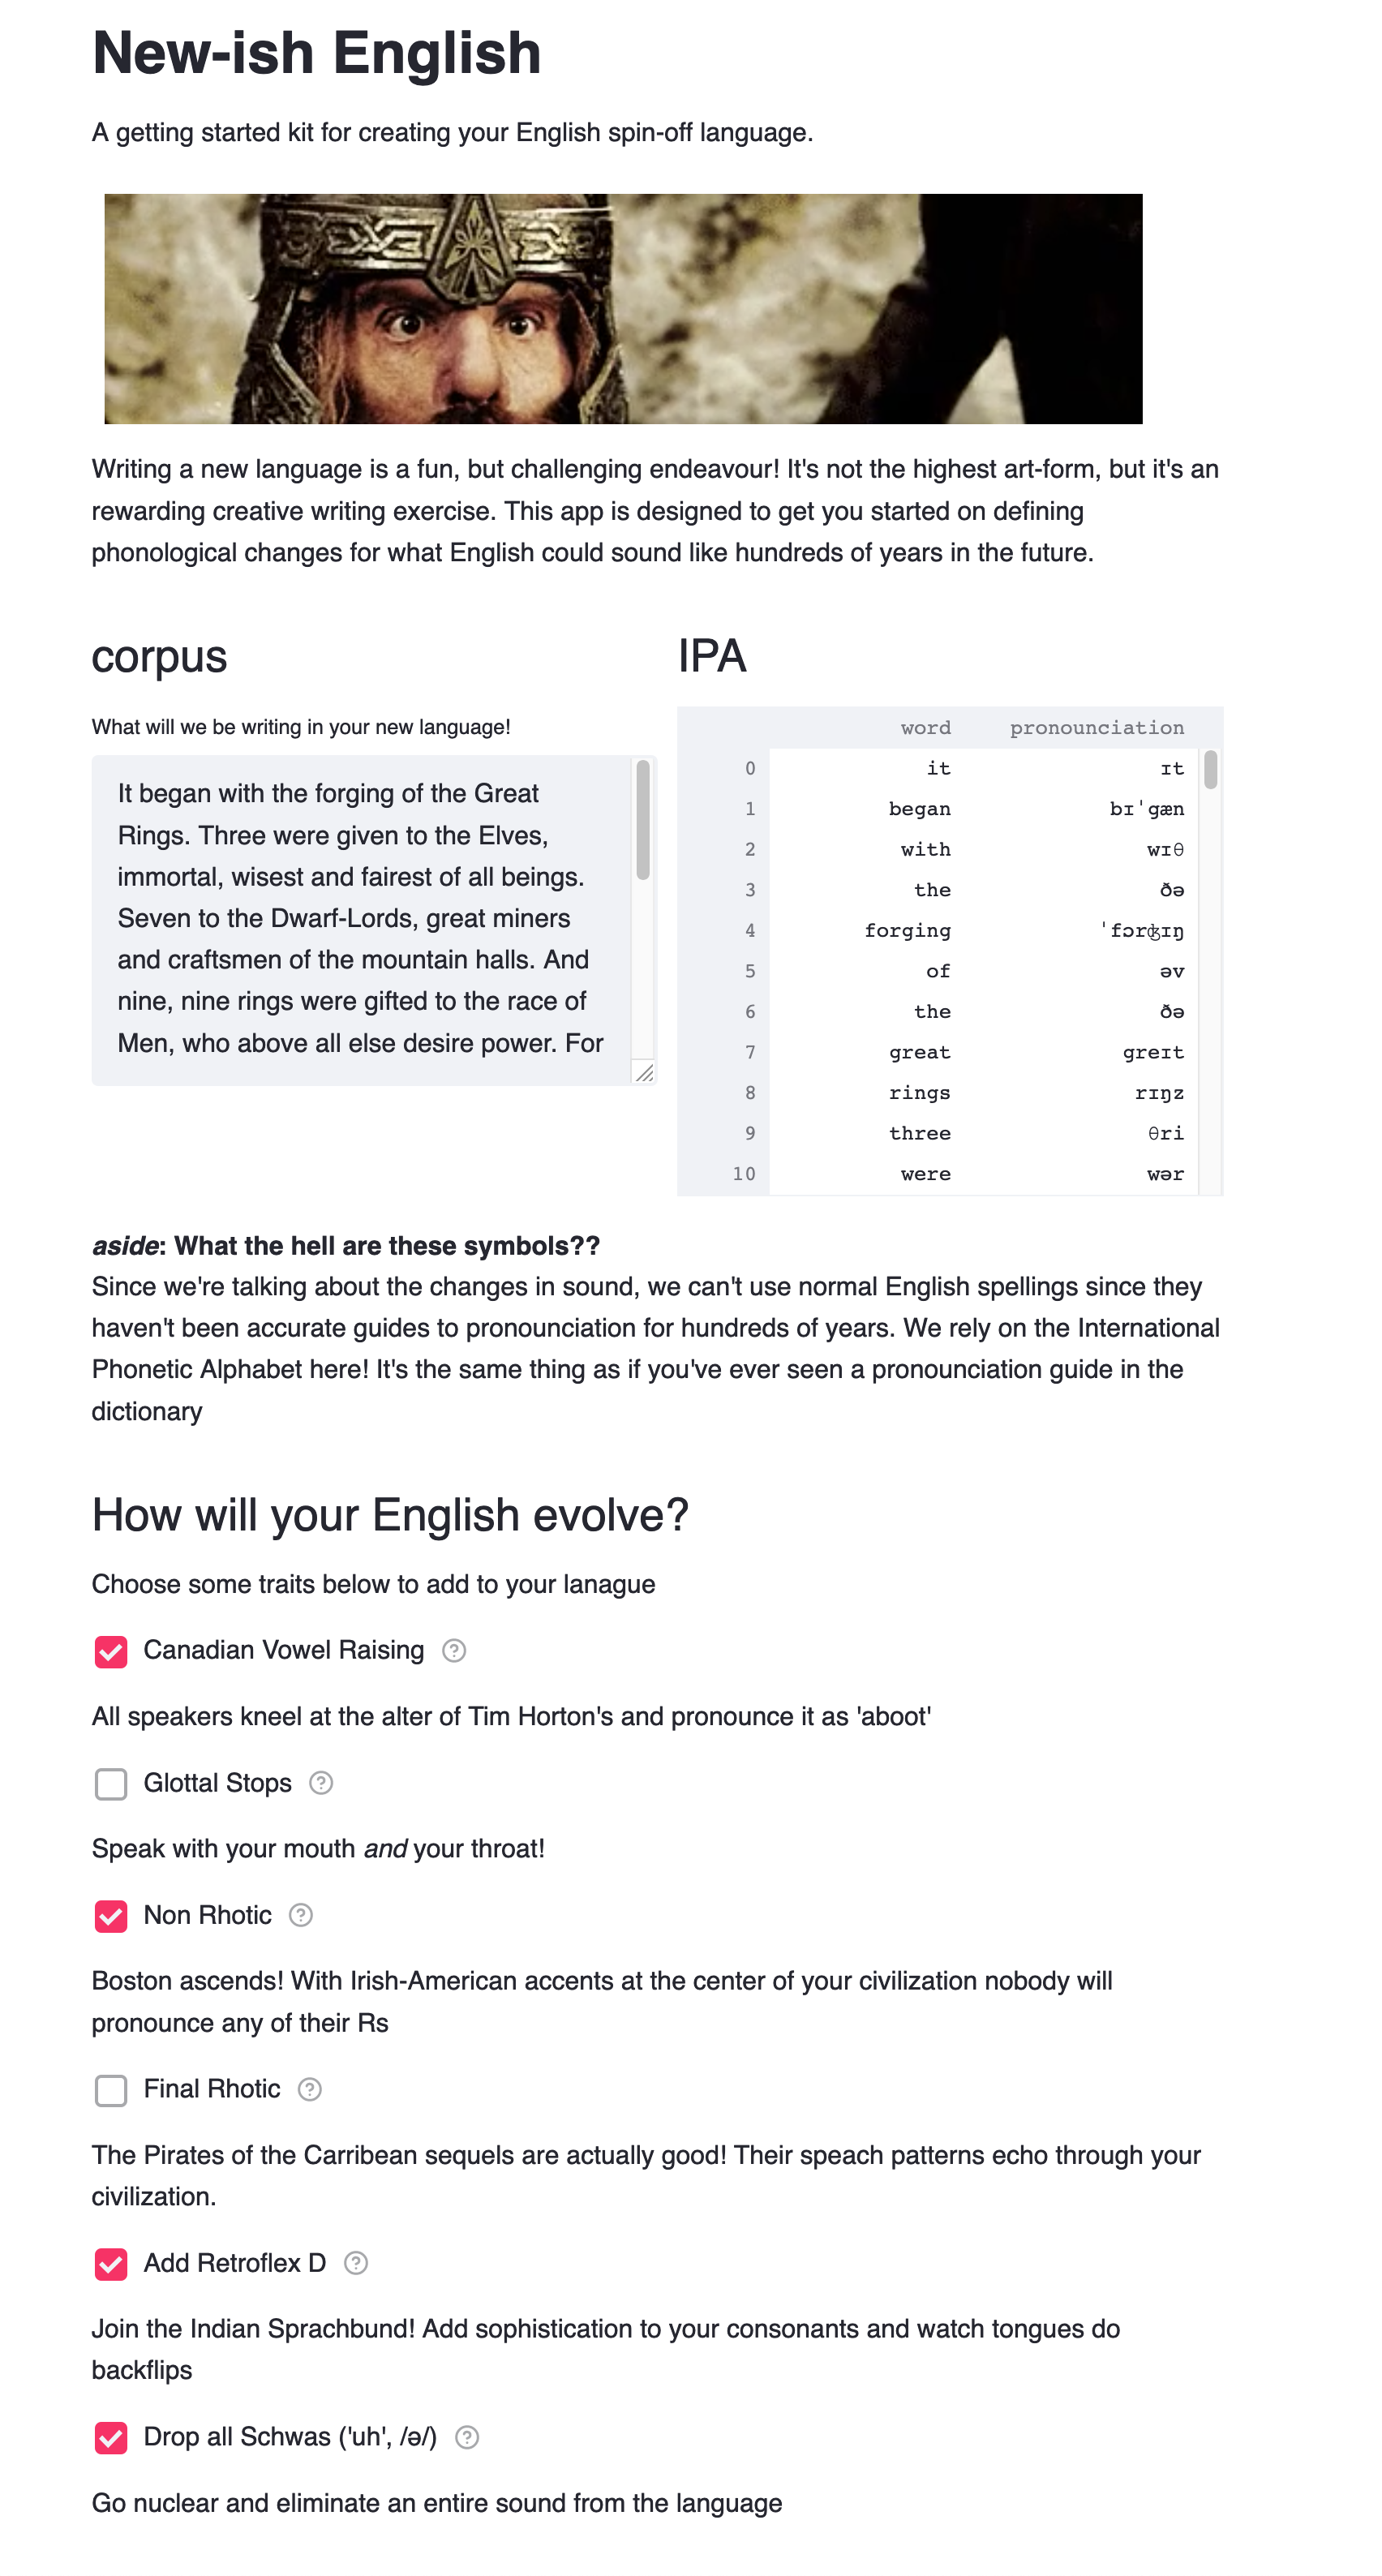 New-ish English
A getting started kit for creating your English spin-off language.
Writing a new language is a fun, but challenging endeavour! It's not the highest art-form, but it's an
rewarding creative writing exercise. This app is designed to get you started on defining
phonological changes for what English could sound like hundreds of years in the future.
corpus
What will we be writing in your new language!
It began with the forging of the Great
Rings. Three were given to the Elves,
immortal, wisest and fairest of all beings.
Seven to the Dwarf-Lords, great miners
and craftsmen of the mountain halls. And
nine, nine rings were gifted to the race of
Men, who above all else desire power. For
IPA
word pronounciation
0 it ɪt
1 began bɪˈgæn
2 with wɪθ
3 the ðə
4 forging ˈfɔrʤɪŋ
5 of əv
6 the ðə
7 great greɪt
8 rings rɪŋz
9 three θri
10 were wər
aside: What the hell are these symbols??
Since we're talking about the changes in sound, we can't use normal English spellings since they
haven't been accurate guides to pronounciation for hundreds of years. We rely on the International
Phonetic Alphabet here! It's the same thing as if you've ever seen a pronounciation guide in the
dictionary
How will your English evolve?
Choose some traits below to add to your lanague
Canadian Vowel Raising
All speakers kneel at the alter of Tim Horton's and pronounce it as 'aboot'
Glottal Stops
Speak with your mouth and your throat!
Non Rhotic
Boston ascends! With Irish-American accents at the center of your civilization nobody will
pronounce any of their Rs
Final Rhotic
The Pirates of the Carribean sequels are actually good! Their speach patterns echo through your
civilization.
Add Retroflex D
Join the Indian Sprachbund! Add sophistication to your consonants and watch tongues do
backflips
Drop all Schwas ('uh', /ə/)
Go nuclear and eliminate an entire sound from the language